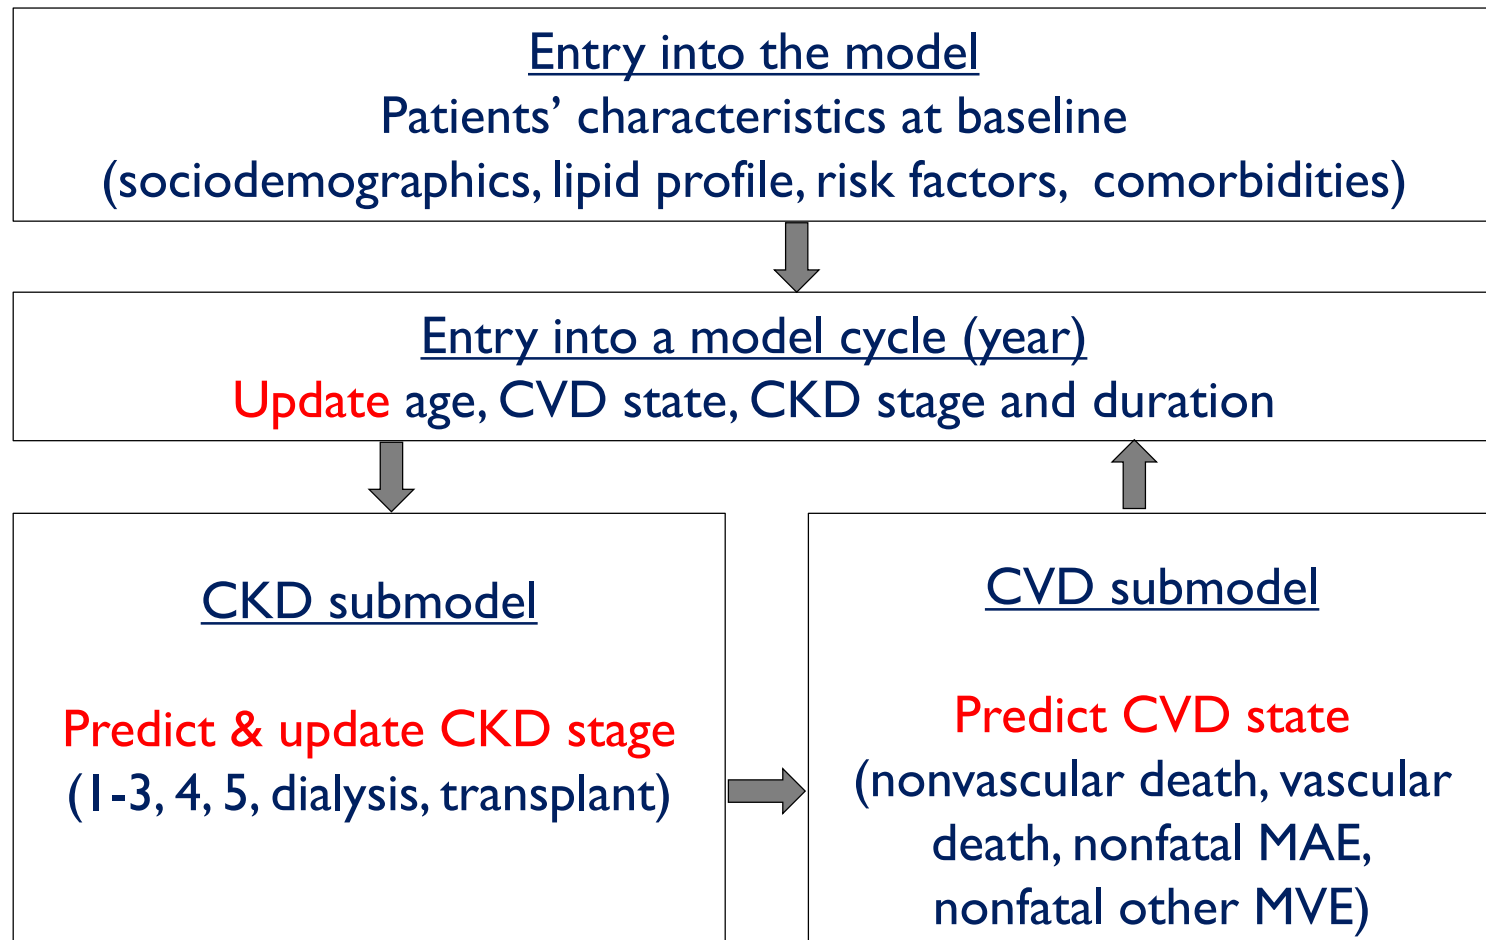 Entry into the model
Patients’ characteristics at baseline
(sociodemographics, lipid profile, risk factors, comorbidities)
Entry into a model cycle (year)
Update age, CVD state, CKD stage and duration
CKD submodel
Predict & update CKD stage
(1-3, 4, 5, dialysis, transplant)
CVD submodel
Predict CVD state
(nonvascular death, vascular
death, nonfatal MAE,
nonfatal other MVE)